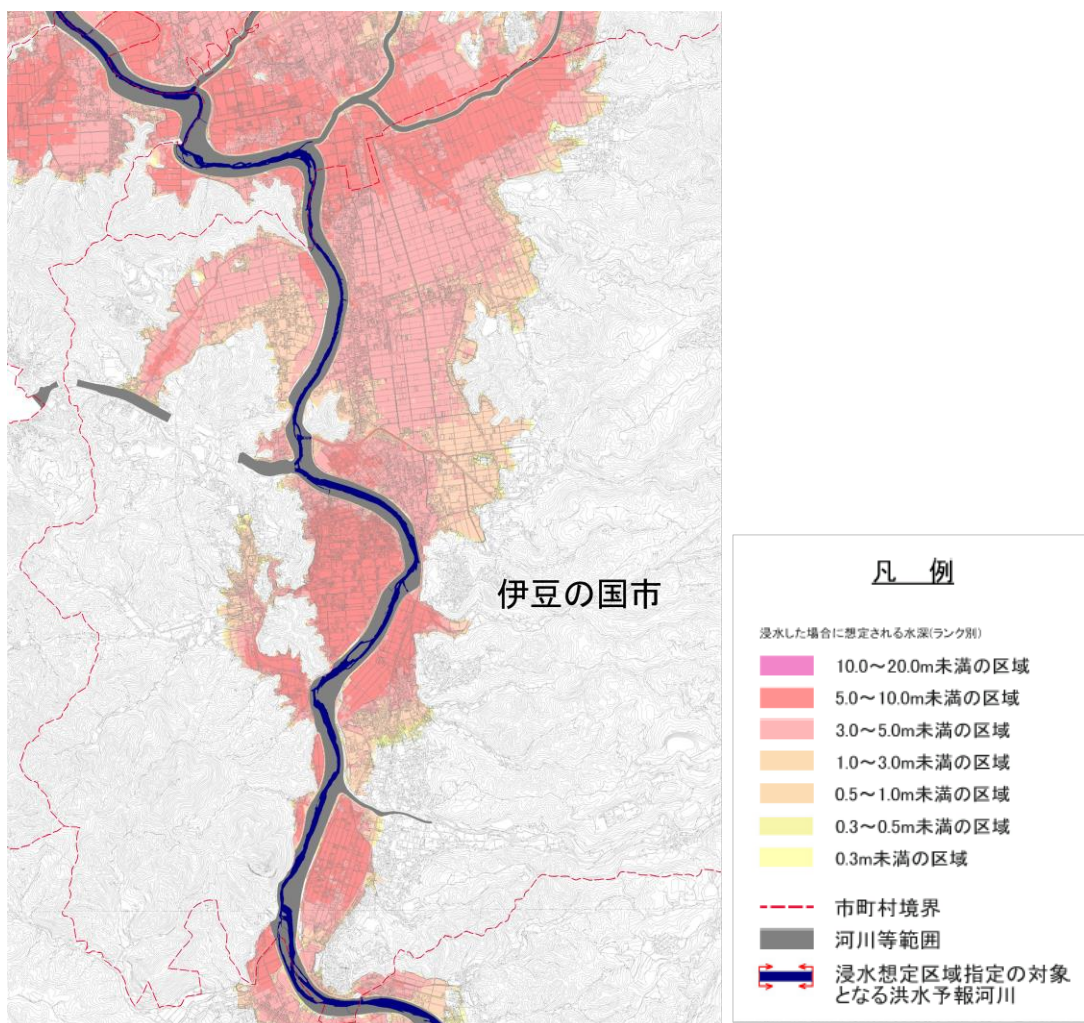 伊豆の国市
凡 例
浸水した場合に想定される水深(ランク別)
10.0～20.0m未満の区域
5.0～10.0m未満の区域
3.0～5.0m未満の区域
1.0～3.0m未満の区域
0.5～1.0m未満の区域
0.3～0.5m未満の区域
0.3m未満の区域
市町村境界
河川等範囲
浸水想定区域指定の対象
となる洪水予報河川